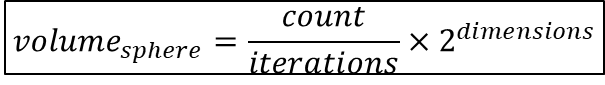 volume_sphere = count / iterations × 2^dimensions